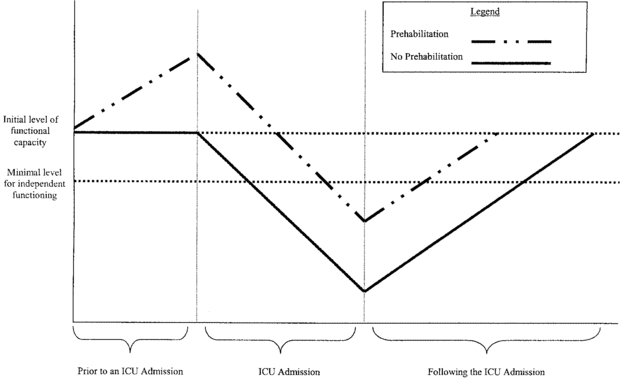 Legend
Prehabilitation
No Prehabilitation
Initial level of
functional
capacity
Minimal level
for independent
functioning
Prior to an ICU Admission
ICU Admission
Following the ICU Admission